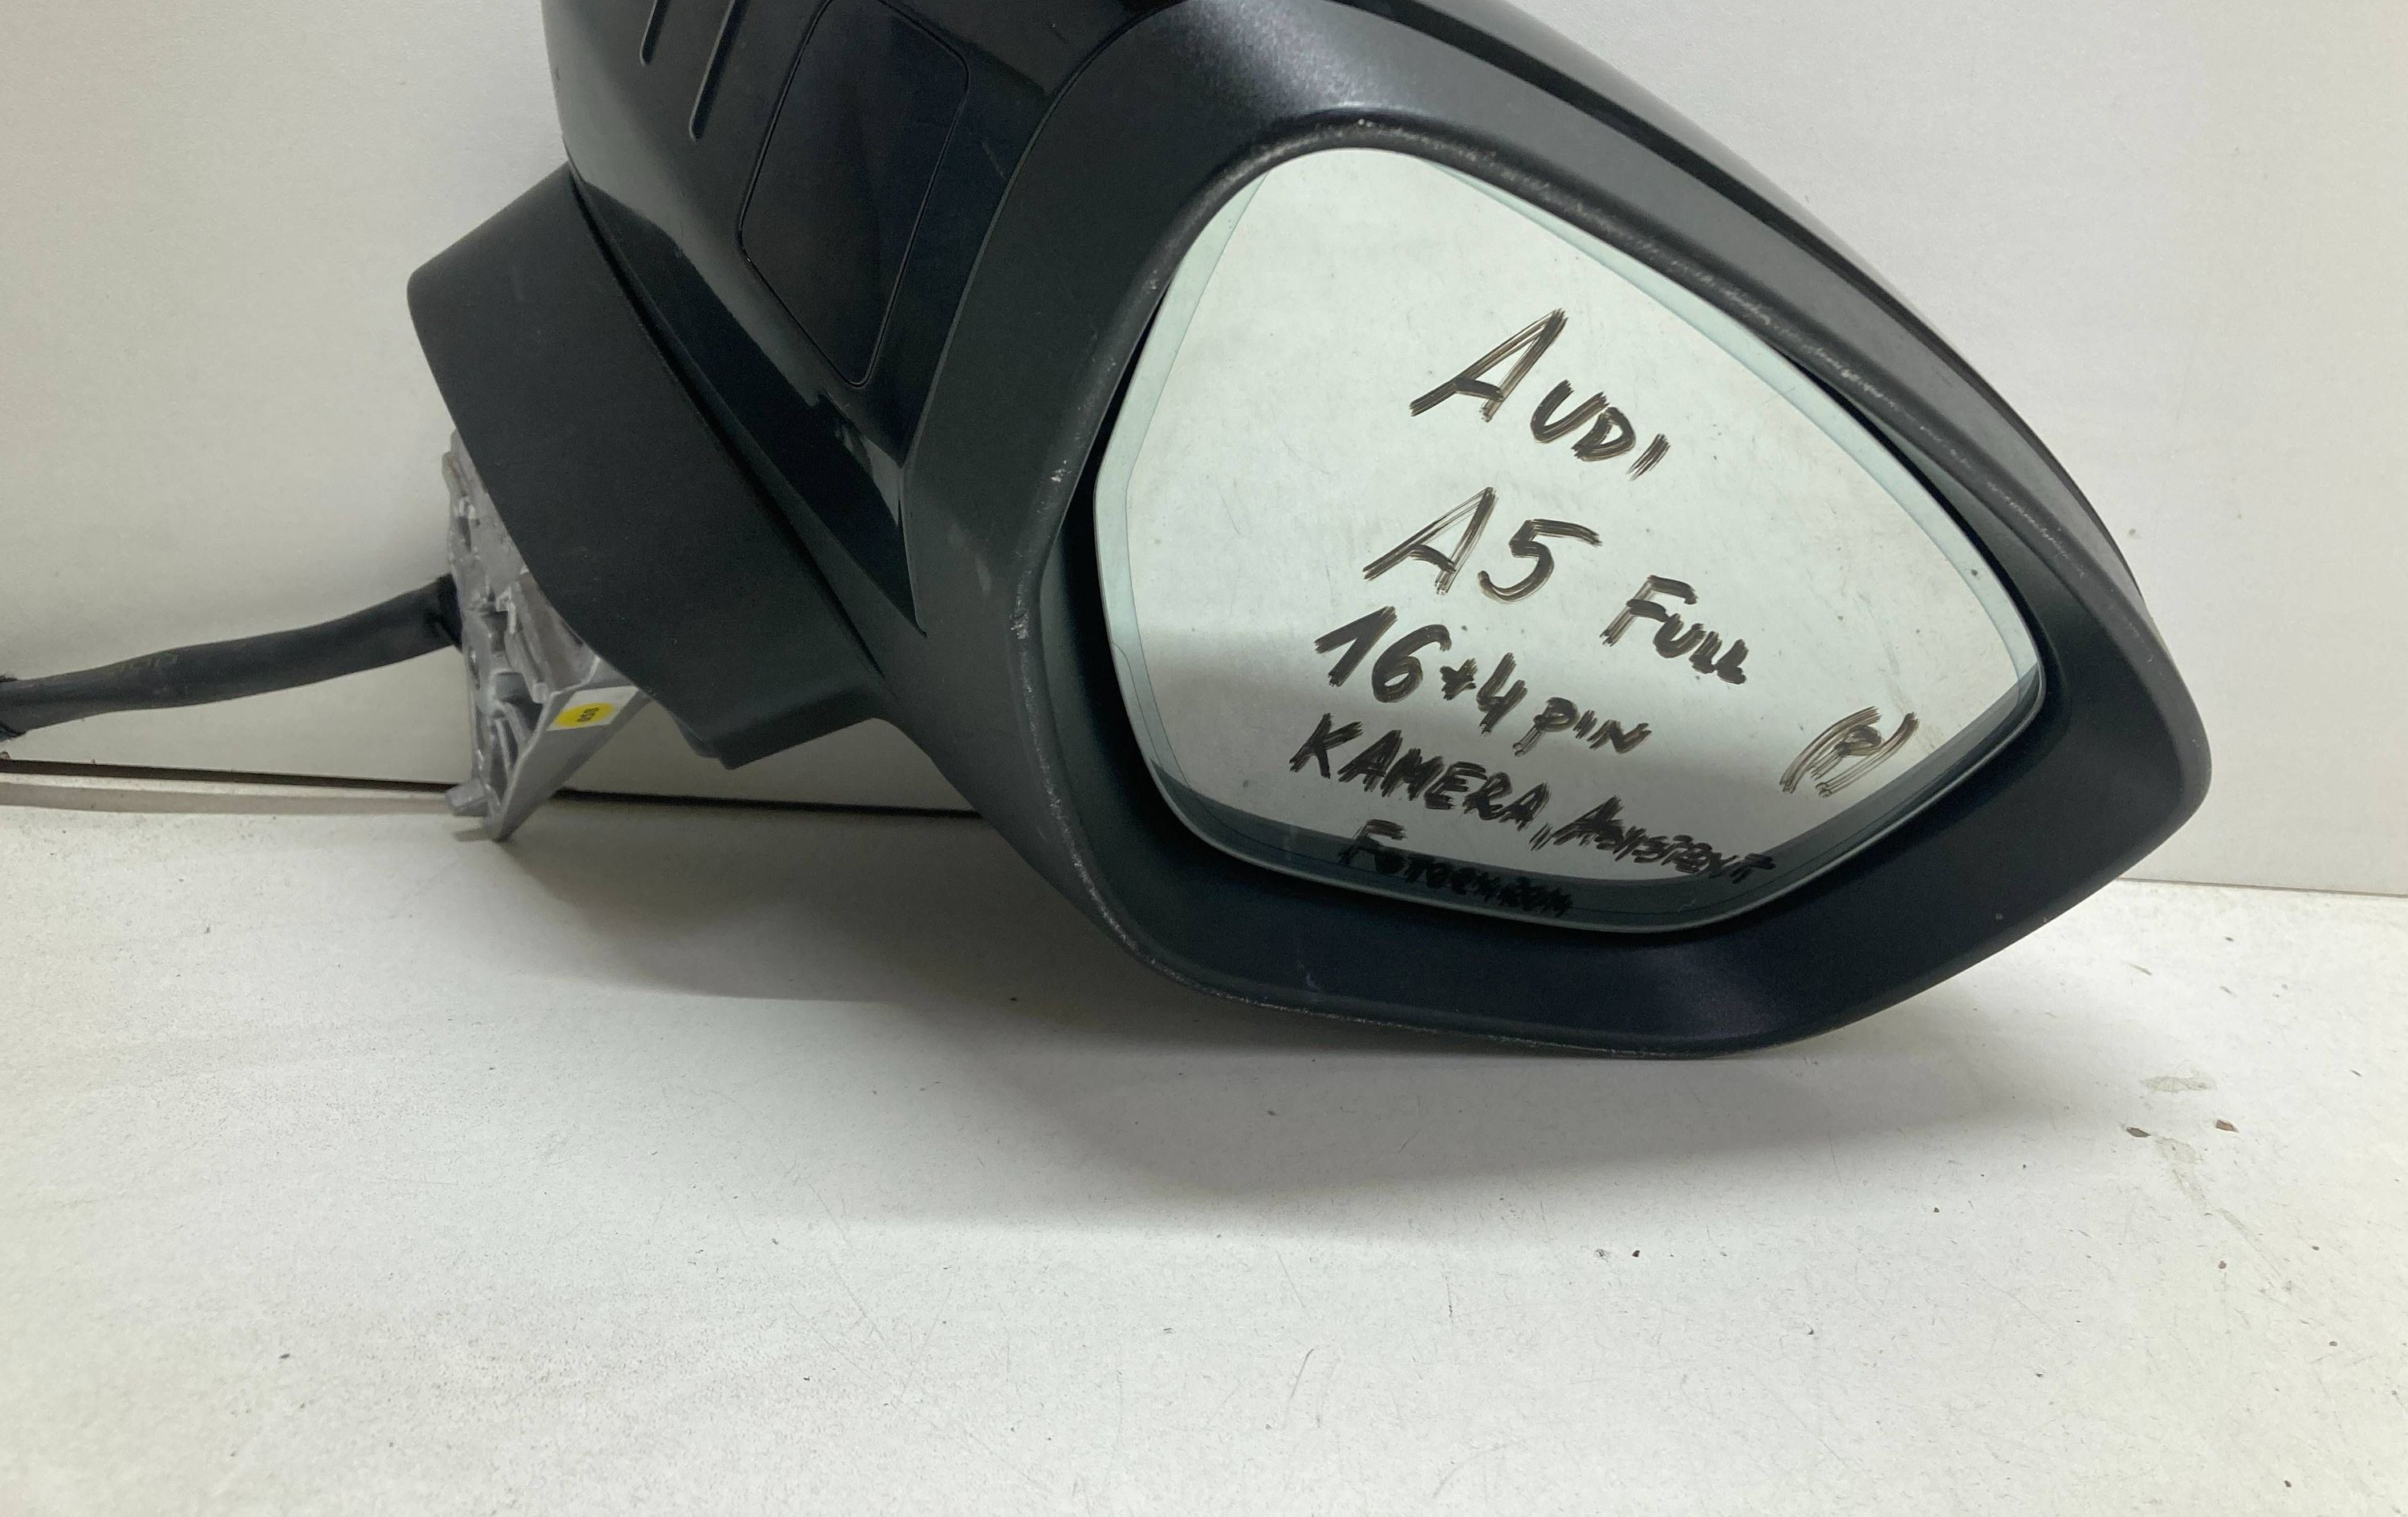 AUDI
A5 FULL
16+4 PIN
(P)
KAMERA, ASYSTENT
FOTOCHROM